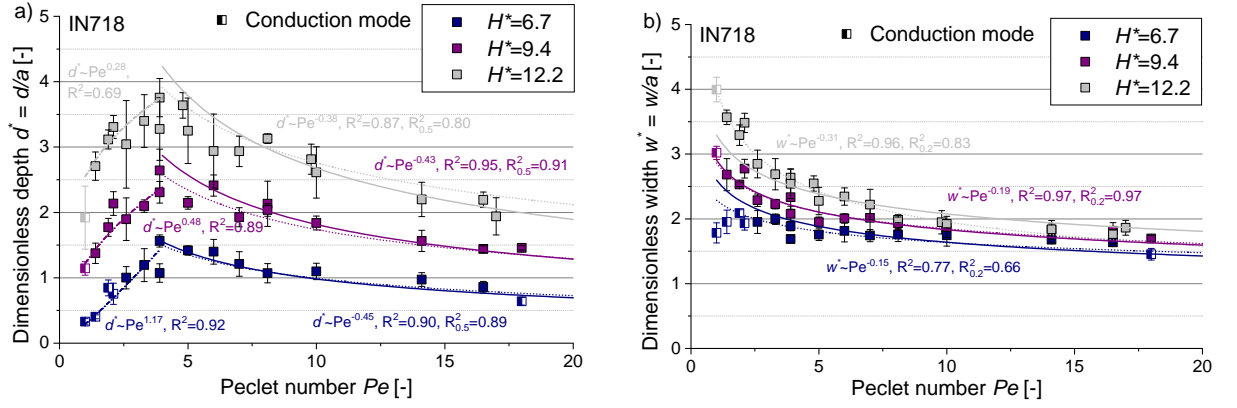 a)
IN718
Conduction mode
H*=6.7
H*=9.4
H*=12.2
d*~Pe^0.28,
R²=0.69
d*~Pe^-0.38, R²=0.87, R²0.5=0.80
d*~Pe^-0.43, R²=0.95, R²0.5=0.91
d*~Pe^0.48, R²=0.89
d*~Pe^1.17, R²=0.92
d*~Pe^-0.45, R²=0.90, R²0.5=0.89
Dimensionless depth d* = d/a [-]
5
4
3
2
1
0
0 5 10 15 20
Peclet number Pe [-]
b)
IN718
Conduction mode
H*=6.7
H*=9.4
H*=12.2
w*~Pe^-0.31, R²=0.96, R²0.2=0.83
w*~Pe^-0.19, R²=0.97, R²0.2=0.97
w*~Pe^-0.15, R²=0.77, R²0.2=0.66
Dimensionless width w* = w/a [-]
5
4
3
2
1
0
0 5 10 15 20
Peclet number Pe [-]